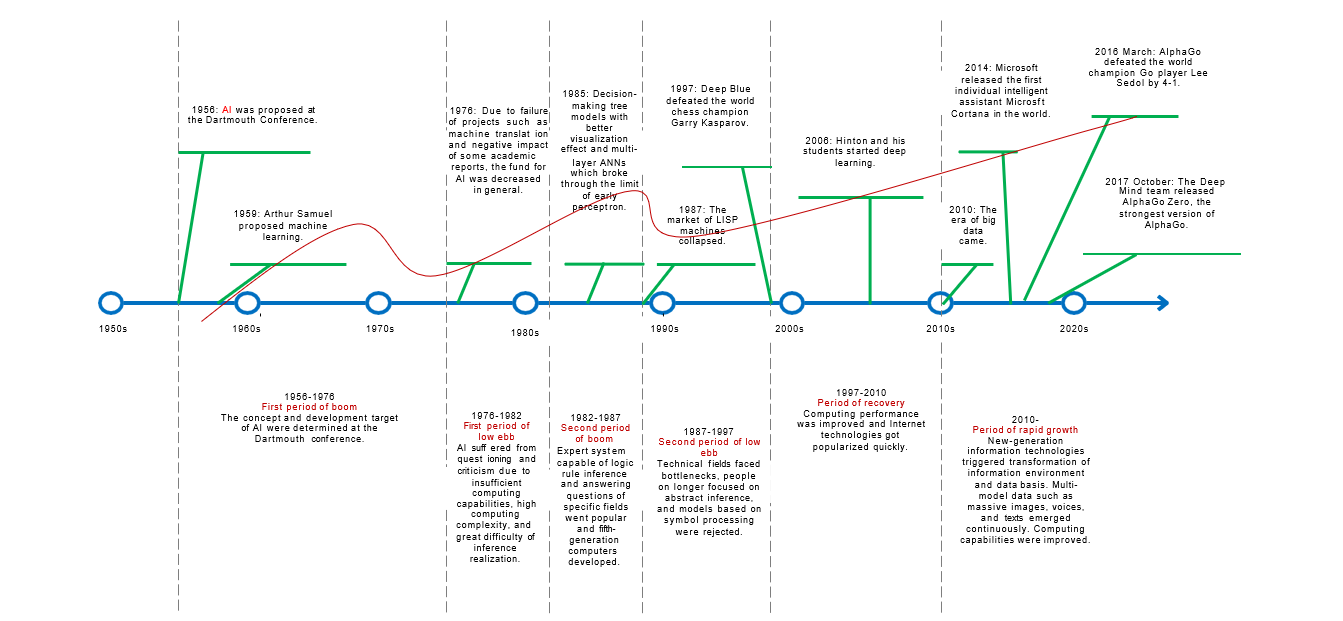 1956: AI was proposed at
the Dartmouth Conference.
1959: Arthur Samuel
proposed machine
learning.
1976: Due to failure
of projects such as
machine translat ion
and negative impact
of some academic
reports, the fund for
AI was decreased
in general.
1985: Decision-
making tree
models with
better
visualization
effect and multi-
layer ANNs
which broke
through the limit
of early
perceptron.
1987: The
market of LISP
machines
collapsed.
1997: Deep Blue
defeated the world
chess champion
Garry Kasparov.
2006: Hinton and his
students started deep
learning.
2010: The
era of big
data
came.
2014: Microsoft
released the first
individual intelligent
assistant Microsft
Cortana in the world.
2016 March: AlphaGo
defeated the world
champion Go player Lee
Sedol by 4-1.
2017 October: The Deep
Mind team released
AlphaGo Zero, the
strongest version of
AlphaGo.
1950s
1960s
1970s
1980s
1990s
2000s
2010s
2020s
1956-1976
First period of boom
The concept and development target
of AI were determined at the
Dartmouth conference.
1976-1982
First period of
low ebb
AI suff ered from
quest ioning and
criticism due to
insufficient
computing
capabilities, high
computing
complexity, and
great difficulty of
inference
realization.
1982-1987
Second period
of boom
Expert system
capable of logic
rule inference
and answering
questions of
specific fields
went popular
and fifth-
generation
computers
developed.
1987-1997
Second period of low
ebb
Technical fields faced
bottlenecks, people
on longer focused on
abstract inference,
and models based on
symbol processing
were rejected.
1997-2010
Period of recovery
Computing performance
was improved and Internet
technologies got
popularized quickly.
2010-
Period of rapid growth
New-generation
information technologies
triggered transformation of
information environment
and data basis. Multi-
model data such as
massive images, voices,
and texts emerged
continuously. Computing
capabilities were improved.